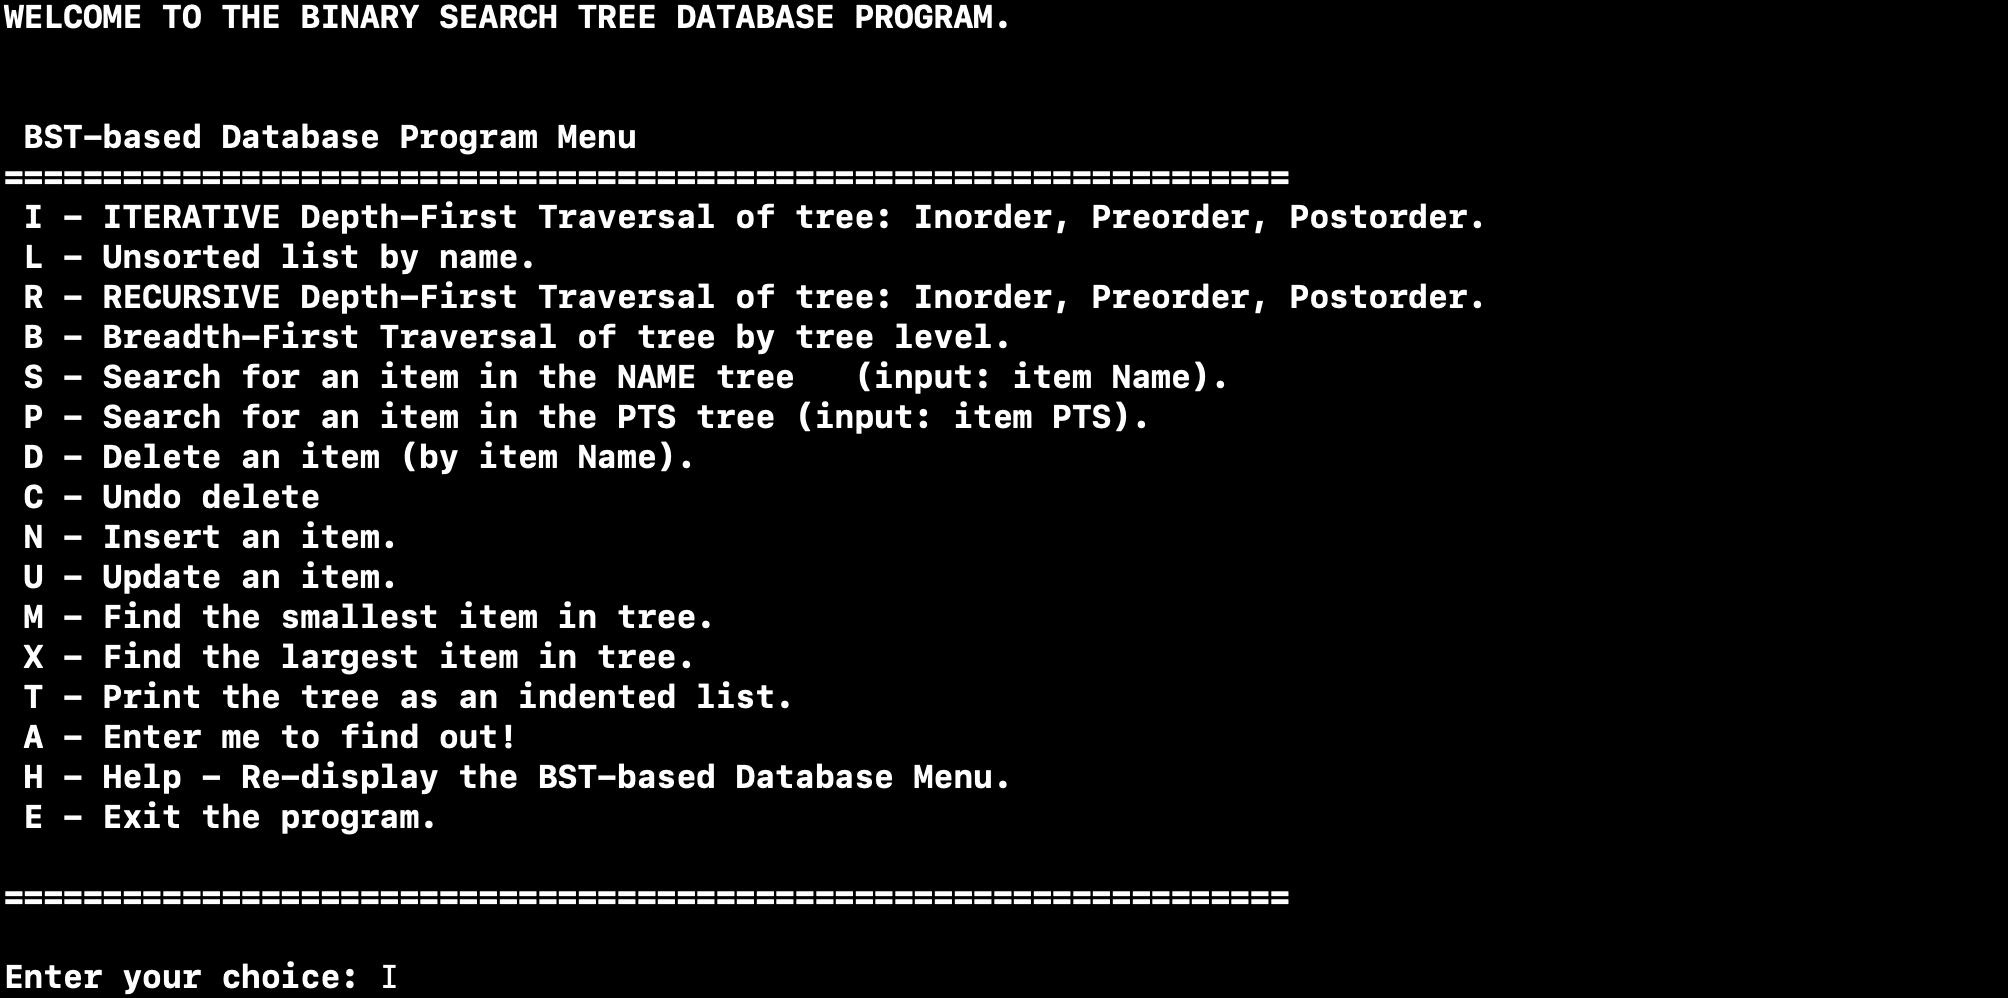 WELCOME TO THE BINARY SEARCH TREE DATABASE PROGRAM.
BST-based Database Program Menu
=================================================================
I - ITERATIVE Depth-First Traversal of tree: Inorder, Preorder, Postorder.
L - Unsorted list by name.
R - RECURSIVE Depth-First Traversal of tree: Inorder, Preorder, Postorder.
B - Breadth-First Traversal of tree by tree level.
S - Search for an item in the NAME tree   (input: item Name).
P - Search for an item in the PTS tree (input: item PTS).
D - Delete an item (by item Name).
C - Undo delete
N - Insert an item.
U - Update an item.
M - Find the smallest item in tree.
X - Find the largest item in tree.
T - Print the tree as an indented list.
A - Enter me to find out!
H - Help - Re-display the BST-based Database Menu.
E - Exit the program.
=================================================================
Enter your choice: I